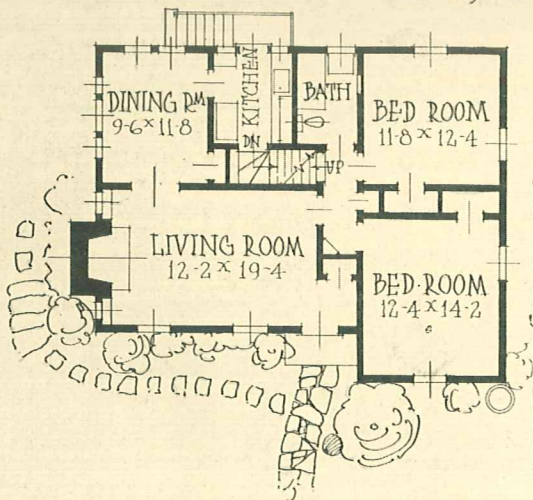 DINING RM
9-6 x 11-8
KITCHEN
DN
BATH
UP
BED ROOM
11-8 x 12-4
LIVING ROOM
12-2 x 19-4
BED·ROOM
12-4 x 14-2